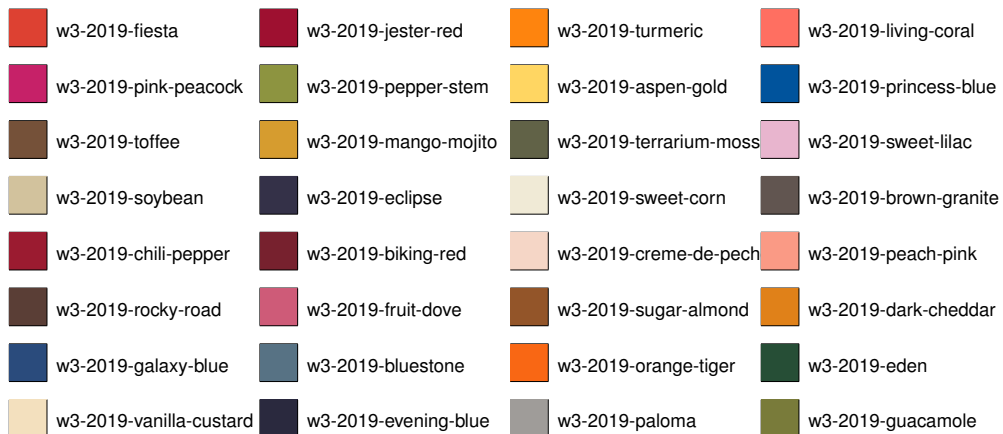 w3-2019-fiesta w3-2019-jester-red w3-2019-turmeric w3-2019-living-coral
w3-2019-pink-peacock w3-2019-pepper-stem w3-2019-aspen-gold w3-2019-princess-blue
w3-2019-toffee w3-2019-mango-mojito w3-2019-terrarium-moss w3-2019-sweet-lilac
w3-2019-soybean w3-2019-eclipse w3-2019-sweet-corn w3-2019-brown-granite
w3-2019-chili-pepper w3-2019-biking-red w3-2019-creme-de-pech w3-2019-peach-pink
w3-2019-rocky-road w3-2019-fruit-dove w3-2019-sugar-almond w3-2019-dark-cheddar
w3-2019-galaxy-blue w3-2019-bluestone w3-2019-orange-tiger w3-2019-eden
w3-2019-vanilla-custard w3-2019-evening-blue w3-2019-paloma w3-2019-guacamole